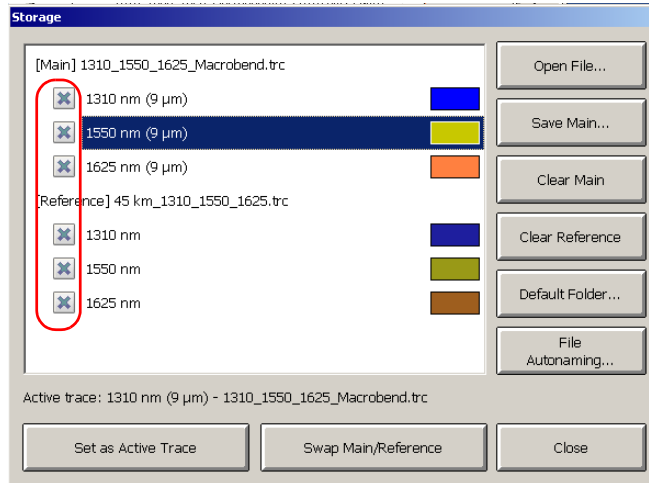 Storage
[Main] 1310_1550_1625_Macrobend.trc
1310 nm (9 µm)
1550 nm (9 µm)
1625 nm (9 µm)
[Reference] 45 km_1310_1550_1625.trc
1310 nm
1550 nm
1625 nm
Open File...
Save Main...
Clear Main
Clear Reference
Default Folder...
File
Autonaming...
Active trace: 1310 nm (9 µm) - 1310_1550_1625_Macrobend.trc
Set as Active Trace
Swap Main/Reference
Close